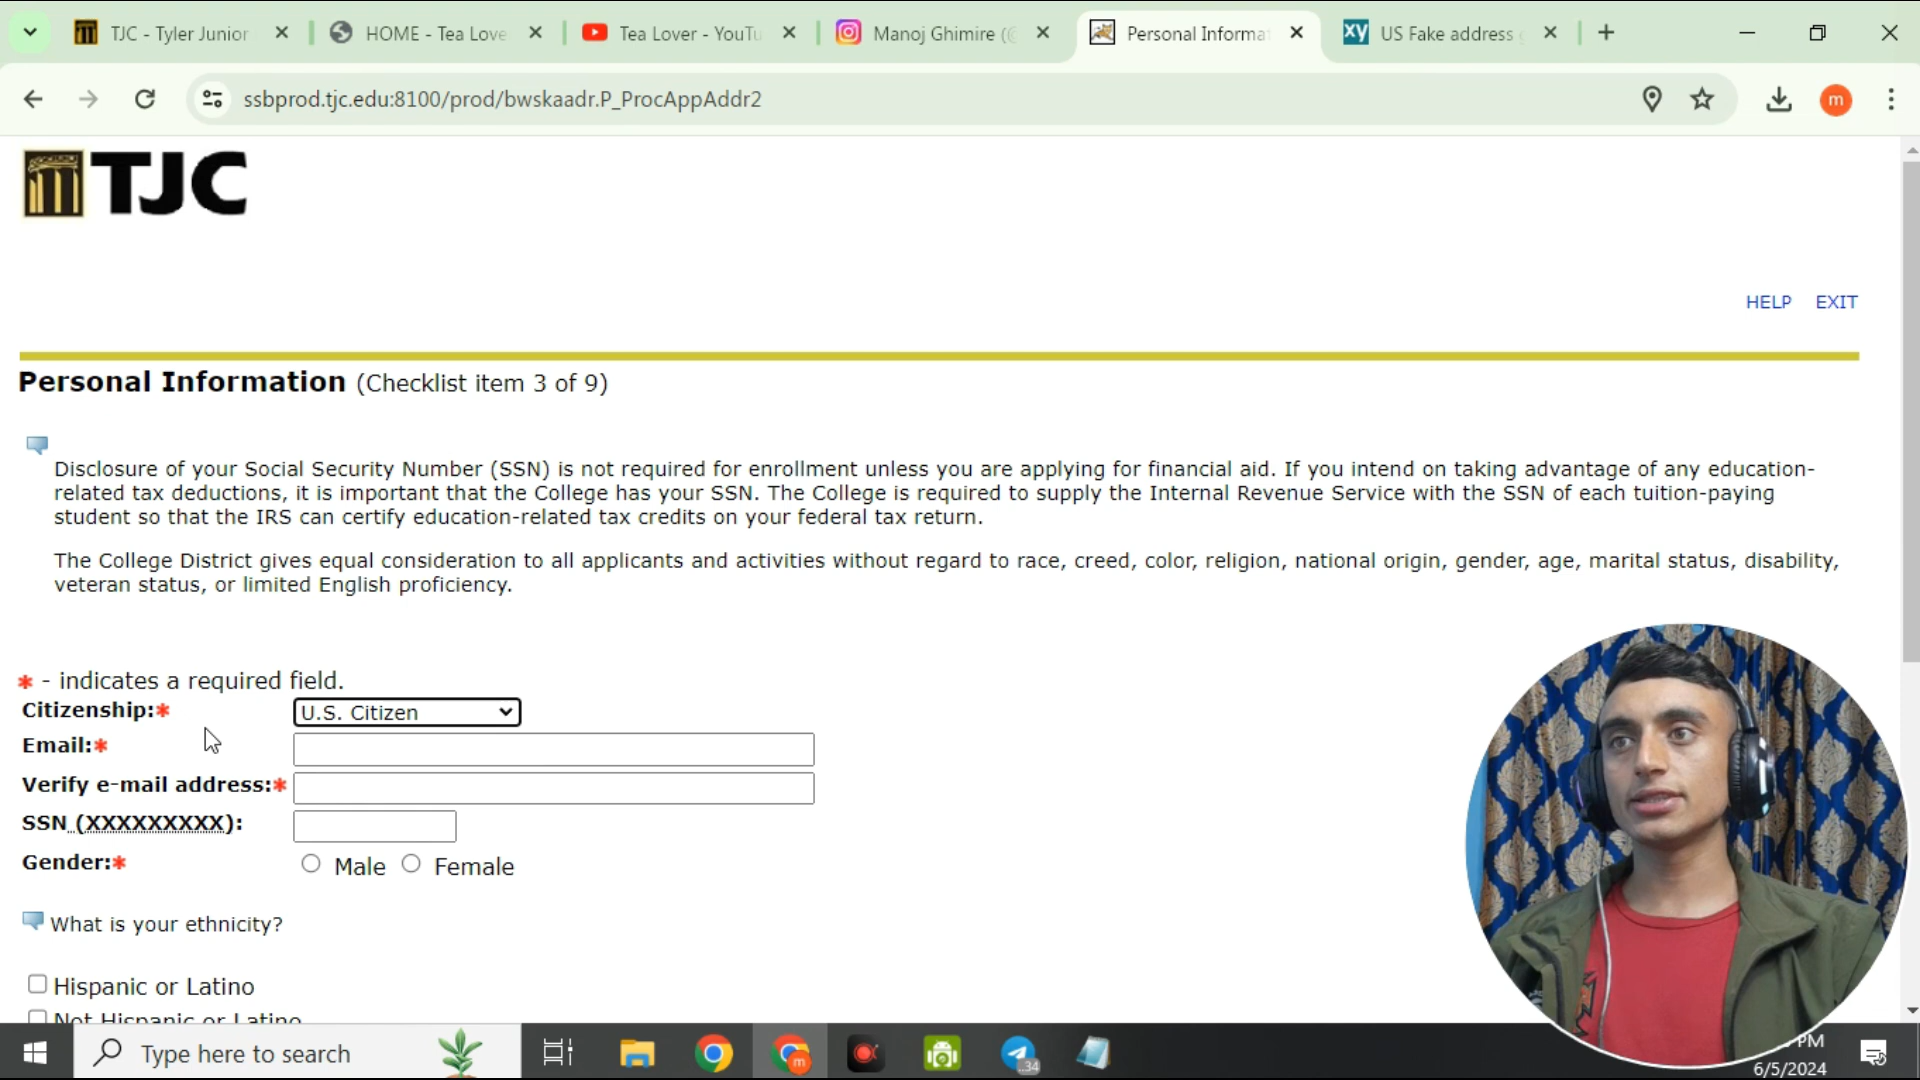 TJC - Tyler Junior
HOME - Tea Love
Tea Lover - YouTu
Manoj Ghimire (@
Personal Informat
XY US Fake address g
ssbprod.tjc.edu:8100/prod/bwskaadr.P_ProcAppAddr2
m
TJC
HELP EXIT
Personal Information (Checklist item 3 of 9)
Disclosure of your Social Security Number (SSN) is not required for enrollment unless you are applying for financial aid. If you intend on taking advantage of any education-
related tax deductions, it is important that the College has your SSN. The College is required to supply the Internal Revenue Service with the SSN of each tuition-paying
student so that the IRS can certify education-related tax credits on your federal tax return.
The College District gives equal consideration to all applicants and activities without regard to race, creed, color, religion, national origin, gender, age, marital status, disability,
veteran status, or limited English proficiency.
* - indicates a required field.
Citizenship:* U.S. Citizen
Email:*
Verify e-mail address:*
SSN (XXXXXXXXX):
Gender:* Male Female
What is your ethnicity?
Hispanic or Latino
Not Hispanic or Latino
Type here to search
m
..34
PM
6/5/2024